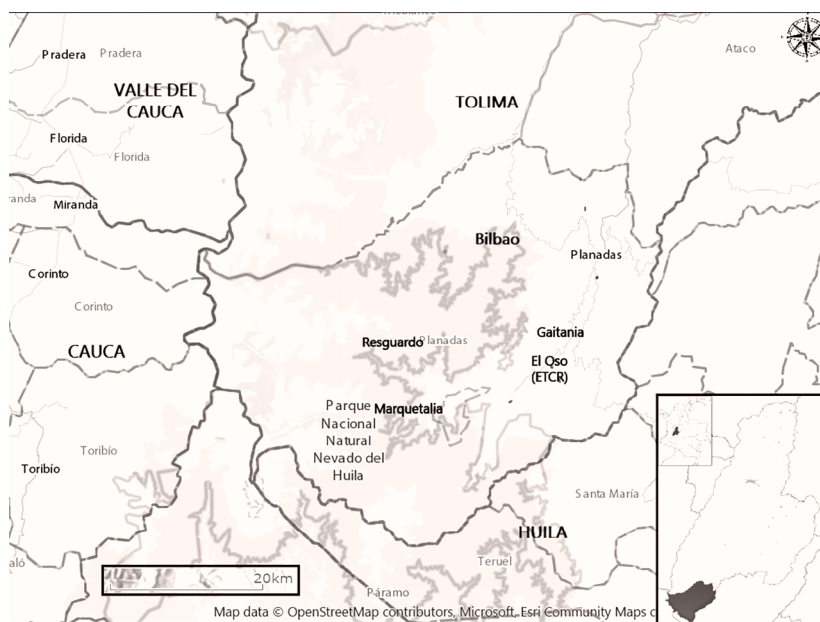 Pradera
Pradera
Ataco
VALLE DEL
CAUCA
TOLIMA
Florida
Florida
Miranda
Bilbao
Planadas
Corinto
Corinto
Gaitania
Resguardo
Planadas
CAUCA
El Oso
(ETCR)
Parque
Nacional
Natural
Nevado del
Huila
Marquetalia
Toribío
Toribío
Santa María
HUILA
Teruel
20km
Páramo
Map data © OpenStreetMap contributors, Microsoft, Esri Community Maps c